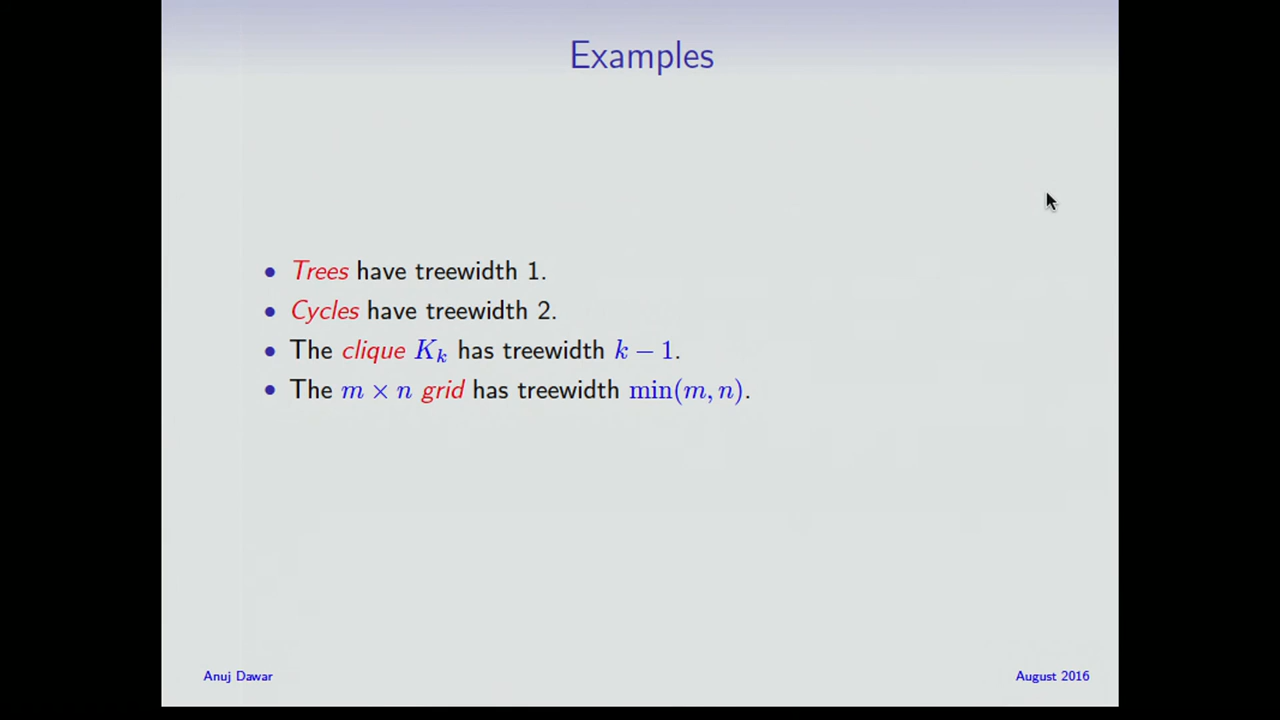 Examples
• Trees have treewidth 1.
• Cycles have treewidth 2.
• The clique Kₖ has treewidth k − 1.
• The m × n grid has treewidth min(m, n).
Anuj Dawar
August 2016